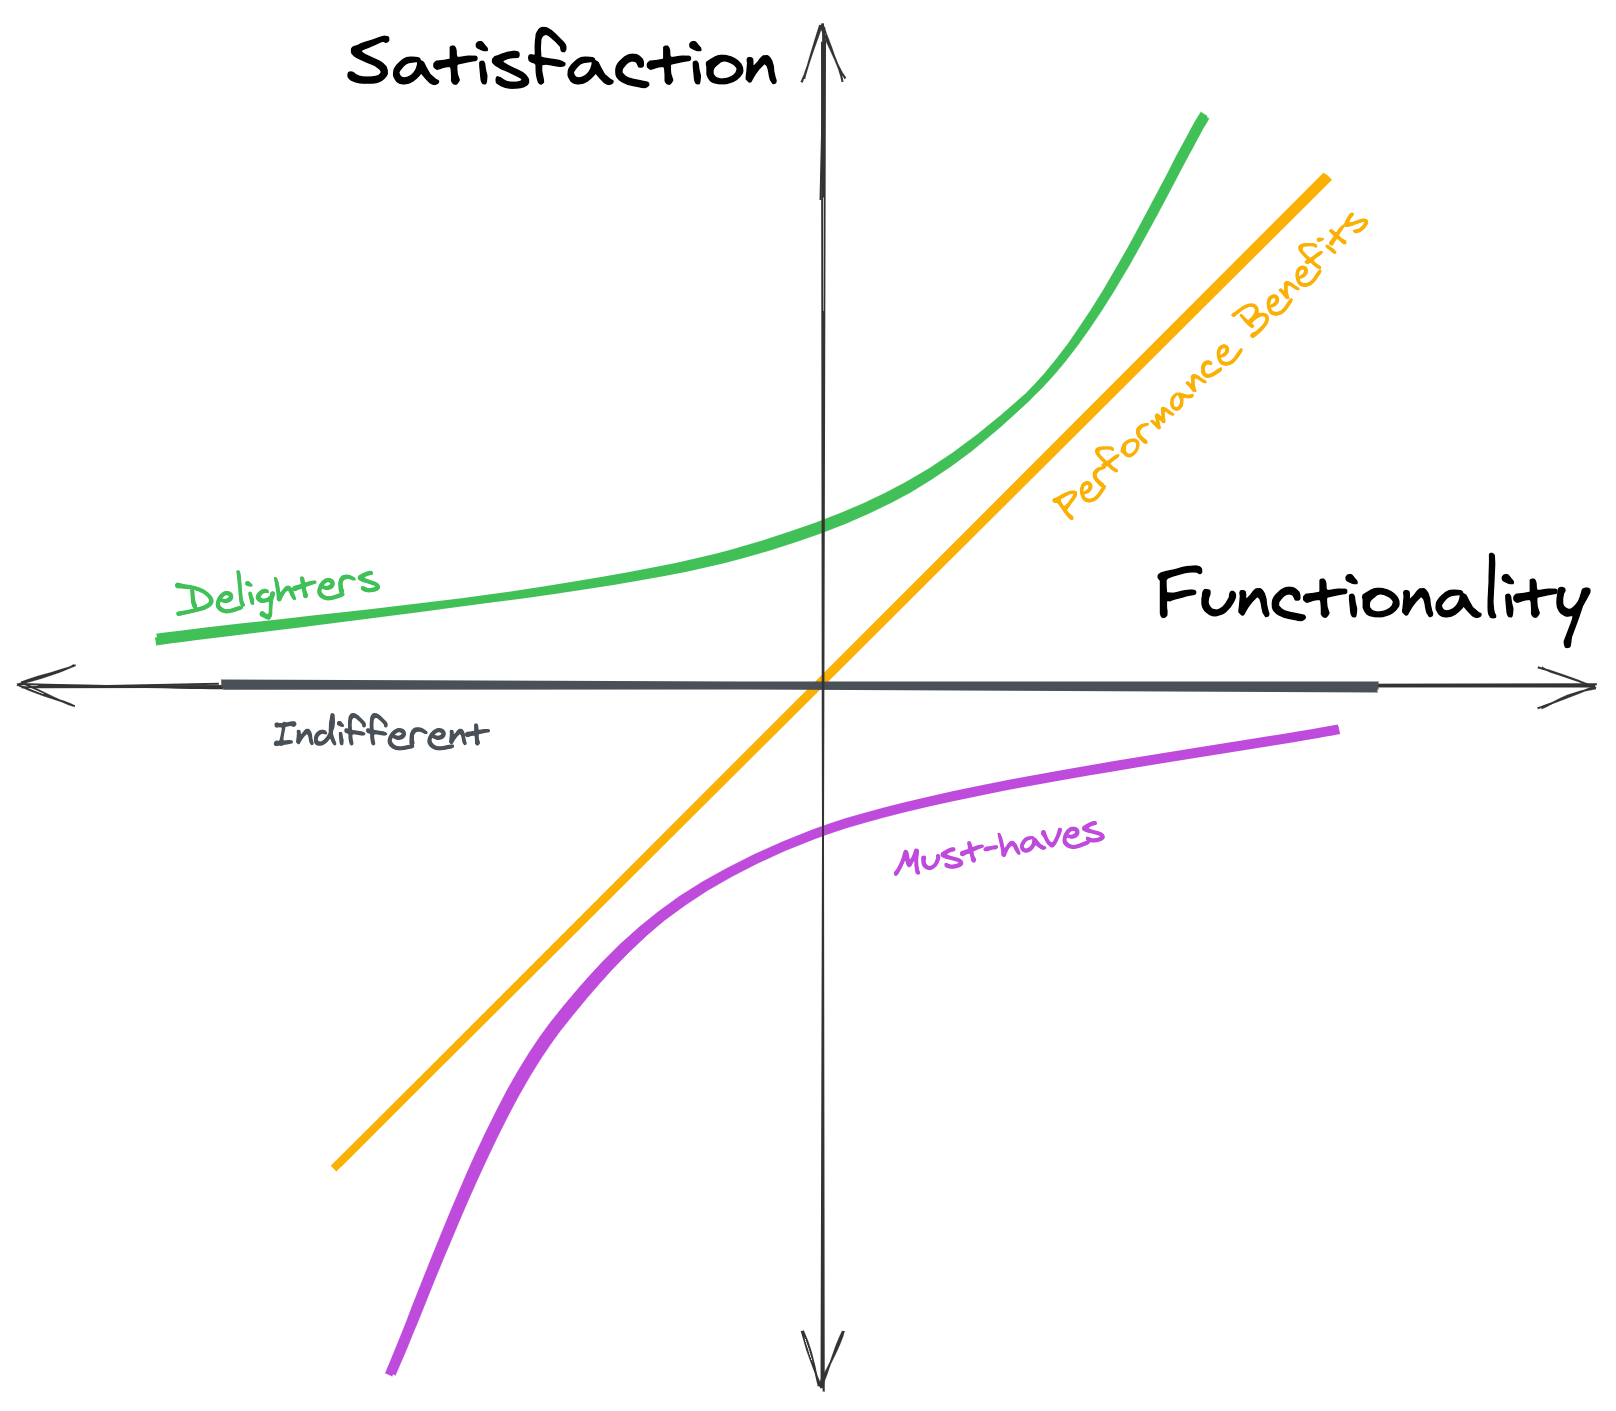 Satisfaction
Performance Benefits
Delighters
Functionality
Indifferent
Must-haves